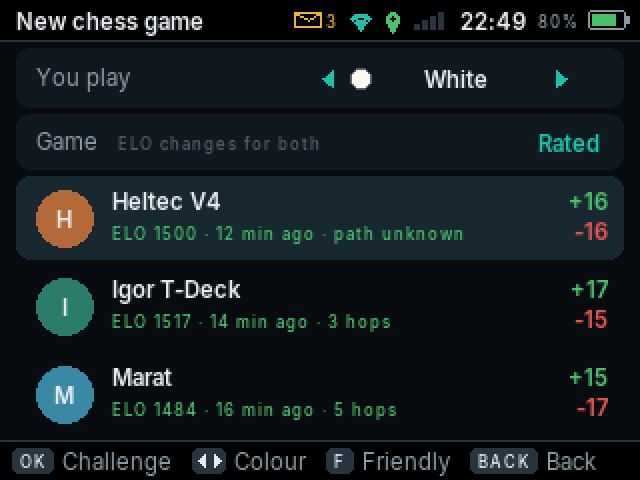 New chess game 3 22:49 80%
You play White
Game ELO changes for both Rated
H Heltec V4 +16
ELO 1500 · 12 min ago · path unknown -16
I Igor T-Deck +17
ELO 1517 · 14 min ago · 3 hops -15
M Marat +15
ELO 1484 · 16 min ago · 5 hops -17
OK Challenge Colour F Friendly BACK Back